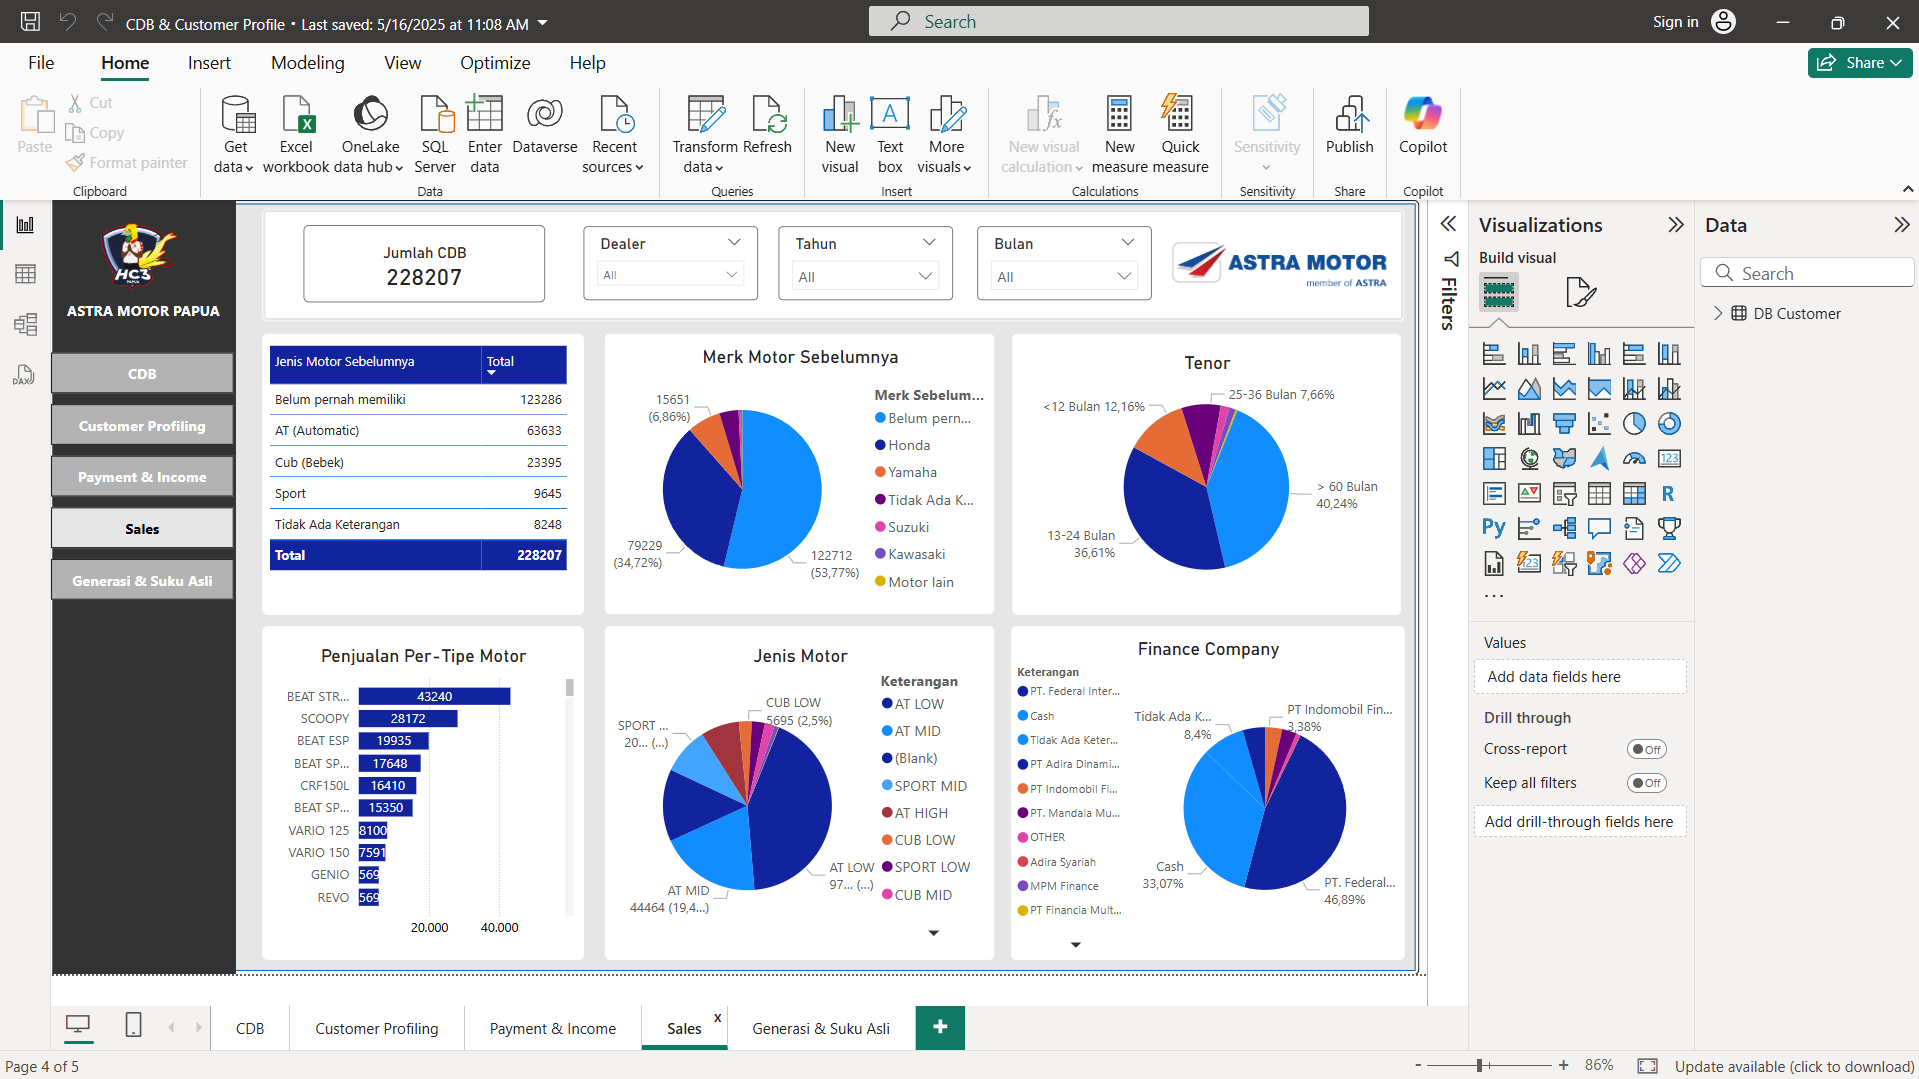 CDB & Customer Profile • Last saved: 5/16/2025 at 11:08 AM
Search
Sign in
File
Home
Insert
Modeling
View
Optimize
Help
Share
Paste
Cut
Copy
Format painter
Clipboard
Get data
Excel workbook
OneLake data hub
SQL Server
Enter data
Dataverse
Recent sources
Data
Transform data
Refresh
Queries
New visual
Text box
More visuals
Insert
New visual calculation
New measure
Quick measure
Calculations
Sensitivity
Sensitivity
Publish
Share
Copilot
Copilot
HC3
PAPUA
ASTRA MOTOR PAPUA
CDB
Customer Profiling
Payment & Income
Sales
Generasi & Suku Asli
Jumlah CDB
228207
Dealer
All
Tahun
All
Bulan
All
ASTRA MOTOR
member of ASTRA
Jenis Motor Sebelumnya Total
Belum pernah memiliki 123286
AT (Automatic) 63633
Cub (Bebek) 23395
Sport 9645
Tidak Ada Keterangan 8248
Total 228207
Merk Motor Sebelumnya
15651
(6,86%)
79229
(34,72%)
122712
(53,77%)
Merk Sebelum...
Belum pern...
Honda
Yamaha
Tidak Ada K...
Suzuki
Kawasaki
Motor lain
Tenor
25-36 Bulan 7,66%
<12 Bulan 12,16%
> 60 Bulan
40,24%
13-24 Bulan
36,61%
Penjualan Per-Tipe Motor
BEAT STR... 43240
SCOOPY 28172
BEAT ESP 19935
BEAT SP... 17648
CRF150L 16410
BEAT SP... 15350
VARIO 125 8100
VARIO 150 7591
GENIO 569
REVO 569
20.000 40.000
Jenis Motor
CUB LOW
5695 (2,5%)
SPORT ...
20... (...)
AT LOW
97... (...)
AT MID
44464 (19,4...)
Keterangan
AT LOW
AT MID
(Blank)
SPORT MID
AT HIGH
CUB LOW
SPORT LOW
CUB MID
Finance Company
Keterangan
PT. Federal Inter...
Cash
Tidak Ada Keter...
PT Adira Dinami...
PT Indomobil Fi...
PT. Mandala Mu...
OTHER
Adira Syariah
MPM Finance
PT Financia Mult...
Tidak Ada K...
8,4%
PT Indomobil Fin...
3,38%
Cash
33,07%
PT. Federal...
46,89%
Filters
Visualizations
Build visual
R
Py
123
...
Values
Add data fields here
Drill through
Cross-report
Off
Keep all filters
Off
Add drill-through fields here
Data
Search
DB Customer
CDB
Customer Profiling
Payment & Income
Sales
x
Generasi & Suku Asli
+
Page 4 of 5
- + 86%
Update available (click to download)